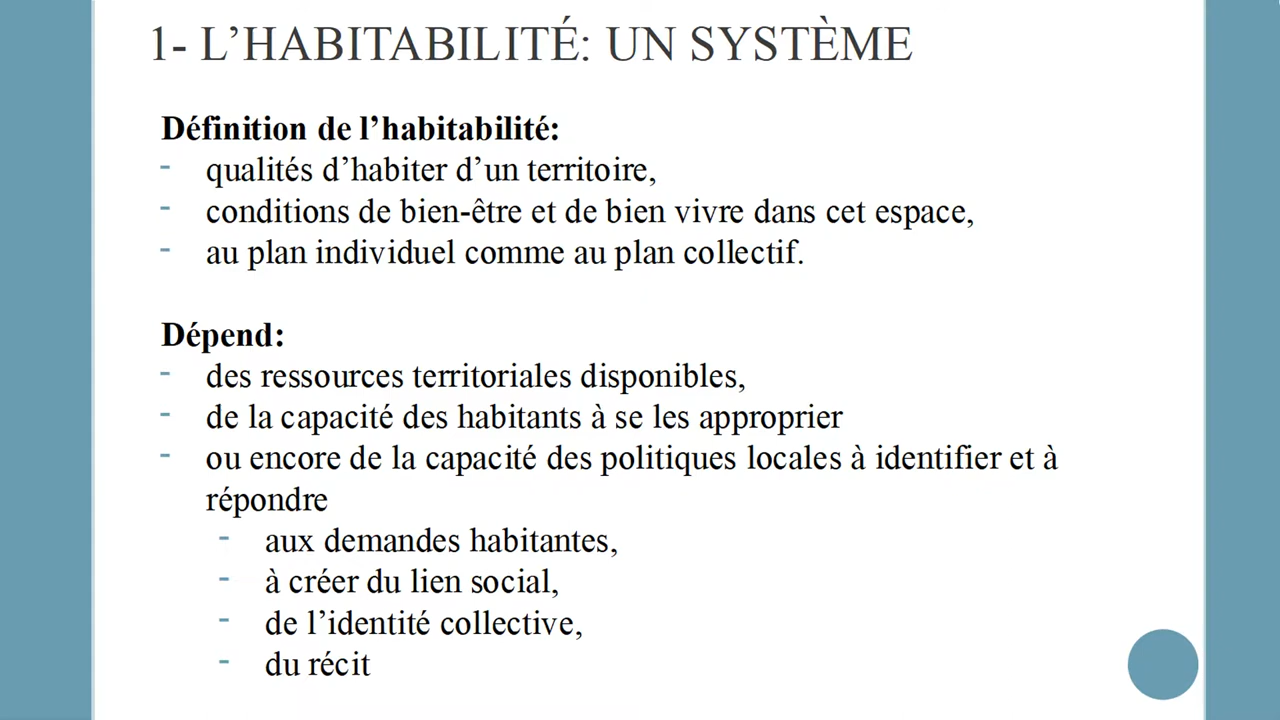 1- L’HABITABILITÉ: UN SYSTÈME
Définition de l’habitabilité:
- qualités d’habiter d’un territoire,
- conditions de bien-être et de bien vivre dans cet espace,
- au plan individuel comme au plan collectif.
Dépend:
- des ressources territoriales disponibles,
- de la capacité des habitants à se les approprier
- ou encore de la capacité des politiques locales à identifier et à
répondre
- aux demandes habitantes,
- à créer du lien social,
- de l’identité collective,
- du récit